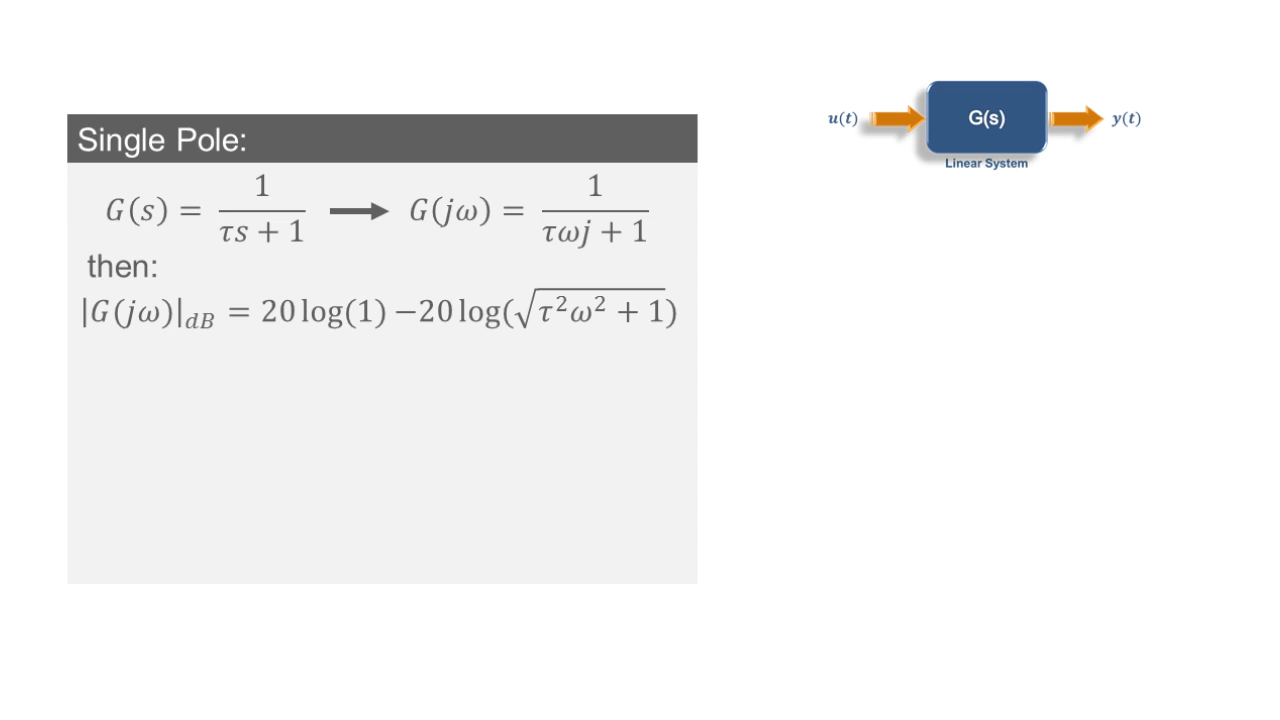 Single Pole:
G(s) = 1/(τs + 1) → G(jω) = 1/(τωj + 1)
then:
|G(jω)|_dB = 20 log(1) −20 log(√(τ²ω² + 1))
u(t) G(s) y(t)
Linear System